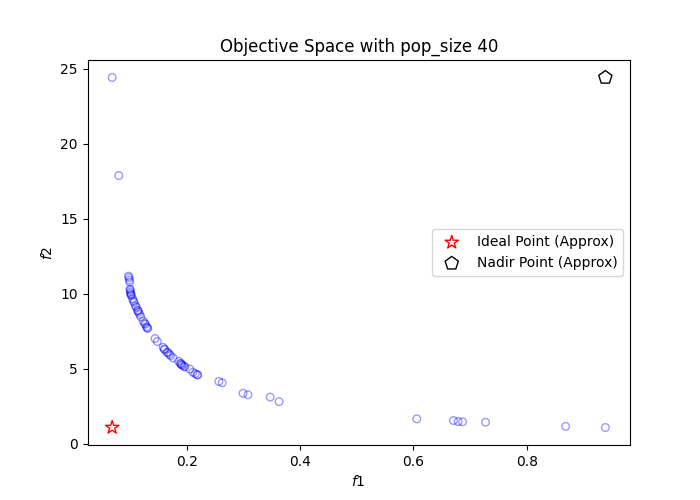 Objective Space with pop_size 40
25
20
15
10
5
0
f2
Ideal Point (Approx)
Nadir Point (Approx)
0.2 0.4 0.6 0.8
f1